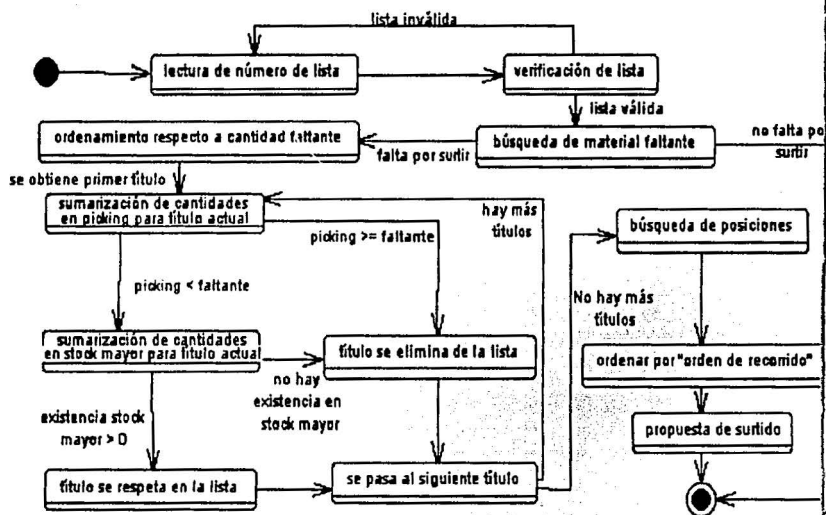 lista inválida
lectura de número de lista
verificación de lista
lista válida
ordenamiento respecto a cantidad faltante
falta por surtir
búsqueda de material faltante
no falta po
surtir
se obtiene primer título
sumarización de cantidades
en picking para título actual
picking >= faltante
hay más
títulos
búsqueda de posiciones
picking < faltante
No hay más
títulos
sumarización de cantidades
en stock mayor para título actual
título se elimina de la lista
ordenar por "orden de recorrido"
no hay
existencia en
stock mayor
existencia stock
mayor > 0
propuesta de surtido
título se respeta en la lista
se pasa al siguiente título